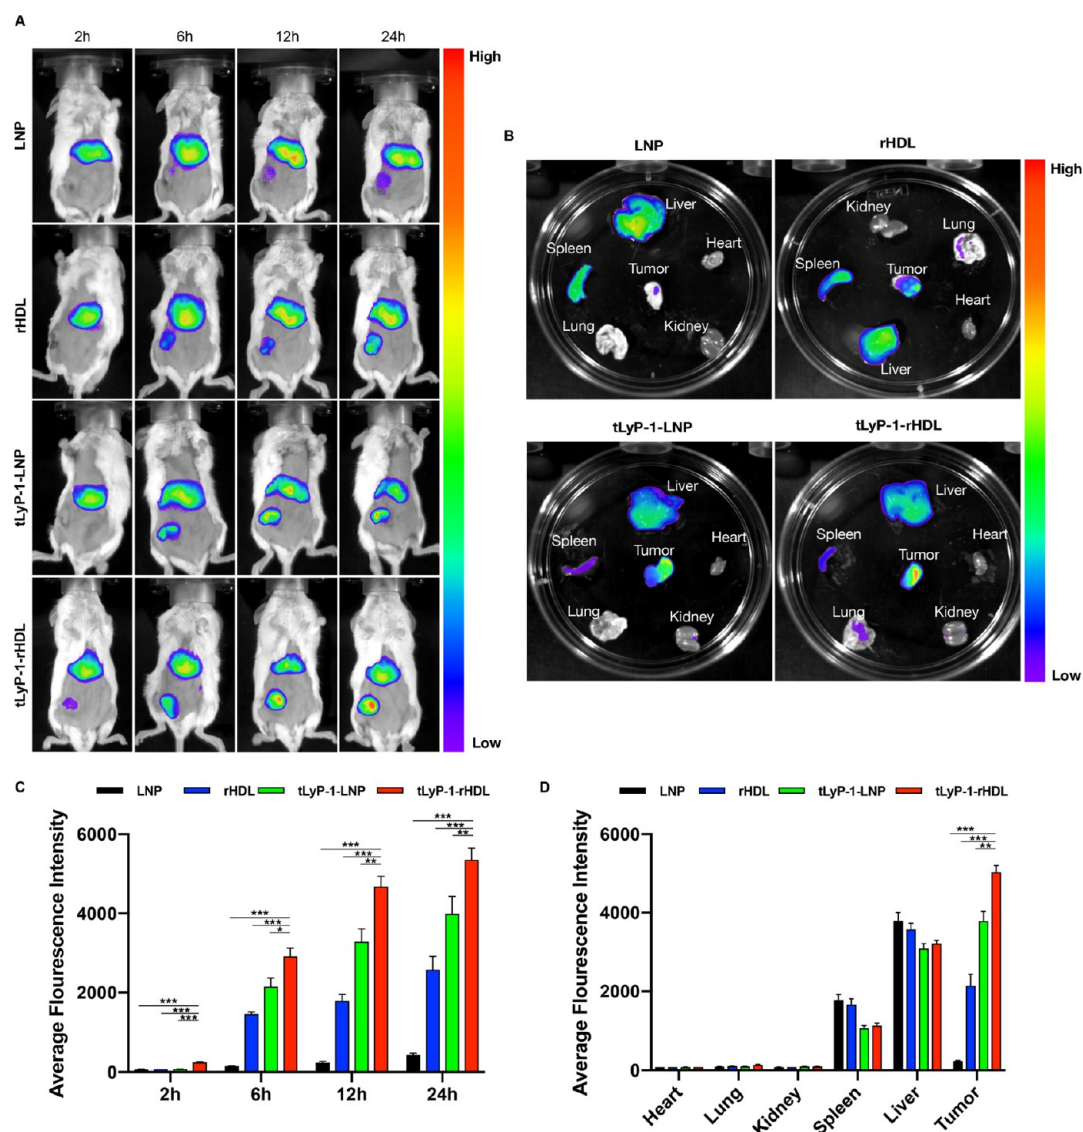 A
2h 6h 12h 24h
High
LNP
rHDL
tLyP-1-LNP
tLyP-1-rHDL
Low
B
LNP rHDL
High
Liver
Heart
Spleen
Tumor
Lung
Kidney
Kidney
Lung
Spleen
Tumor
Heart
Liver
tLyP-1-LNP tLyP-1-rHDL
Liver
Spleen
Tumor
Heart
Lung
Kidney
Liver
Spleen
Tumor
Heart
Lung
Kidney
Low
C
LNP rHDL tLyP-1-LNP tLyP-1-rHDL
Average Flourescence Intensity
6000
4000
2000
0
***
***
***
***
***
*
***
***
**
***
***
**
2h 6h 12h 24h
D
LNP rHDL tLyP-1-LNP tLyP-1-rHDL
Average Flourescence Intensity
6000
4000
2000
0
***
***
**
Heart Lung Kidney Spleen Liver Tumor